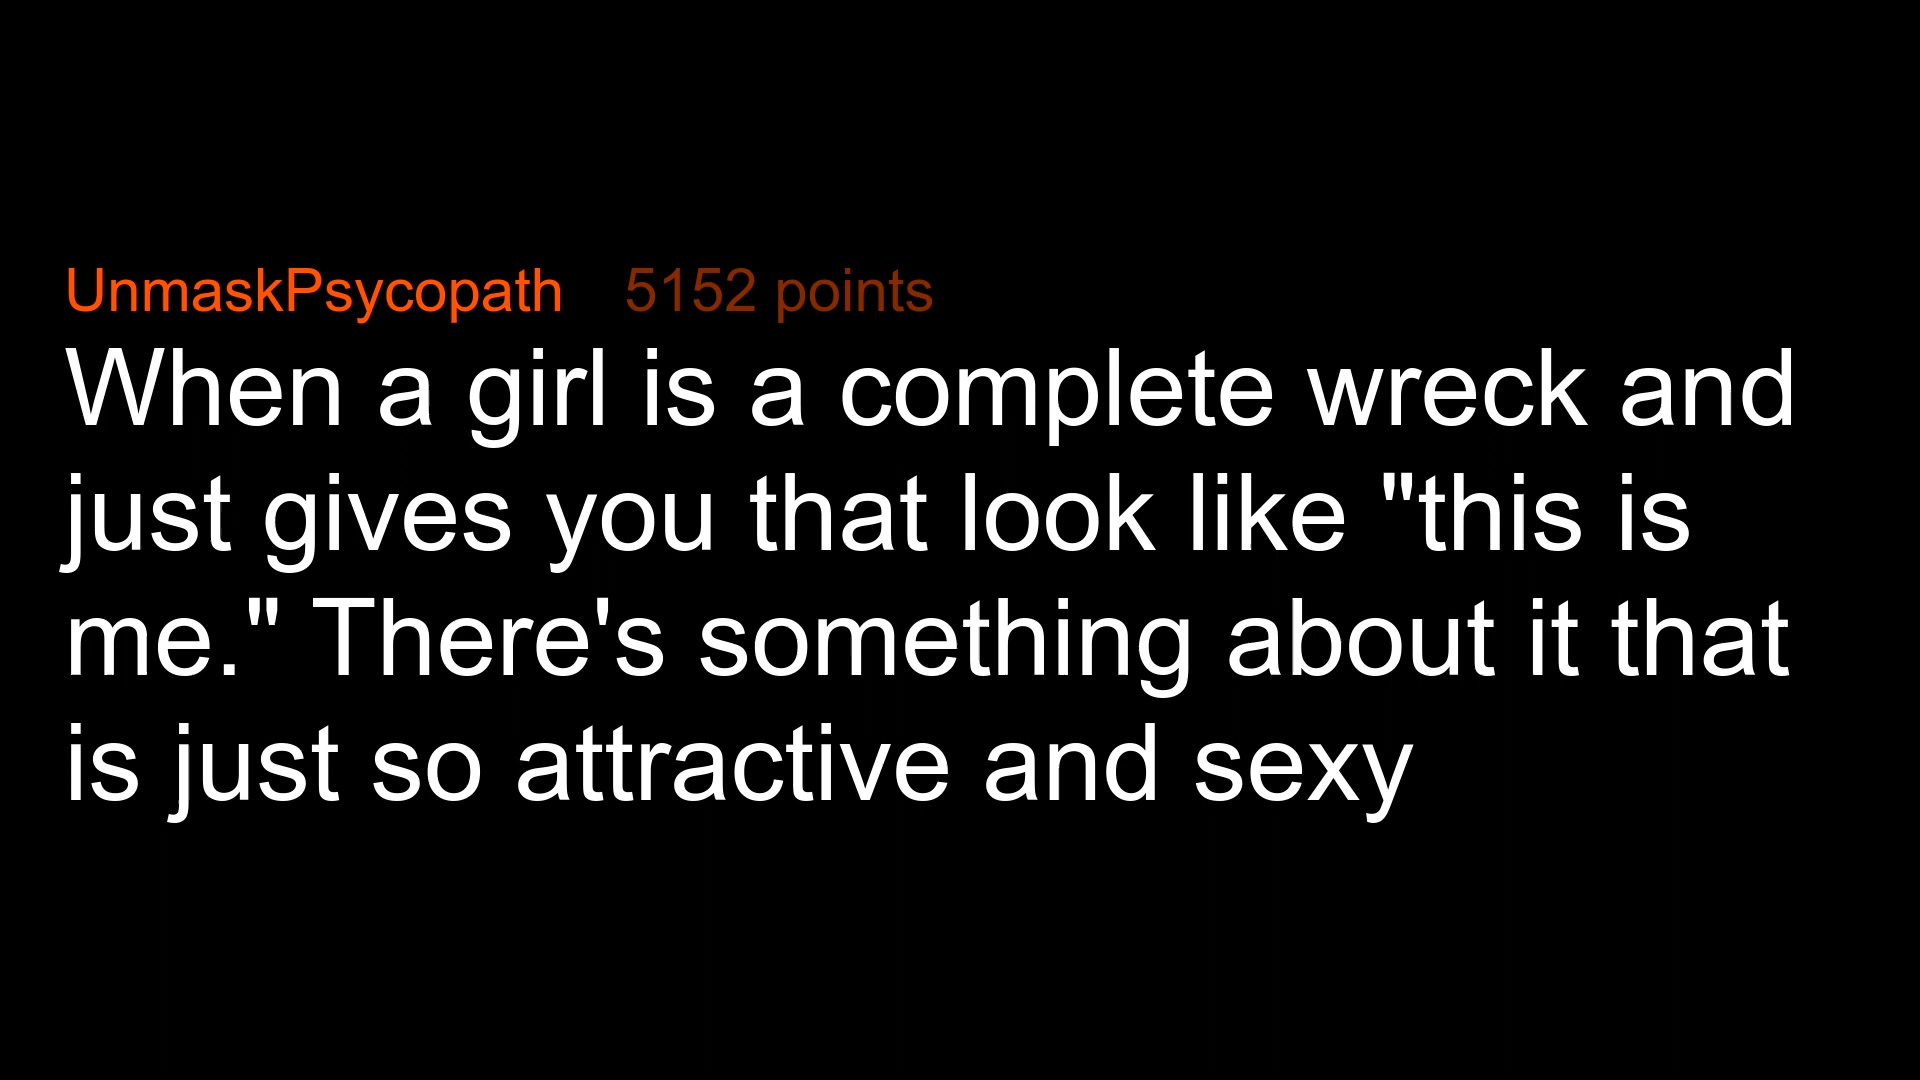 UnmaskPsycopath 5152 points
When a girl is a complete wreck and
just gives you that look like "this is
me." There's something about it that
is just so attractive and sexy